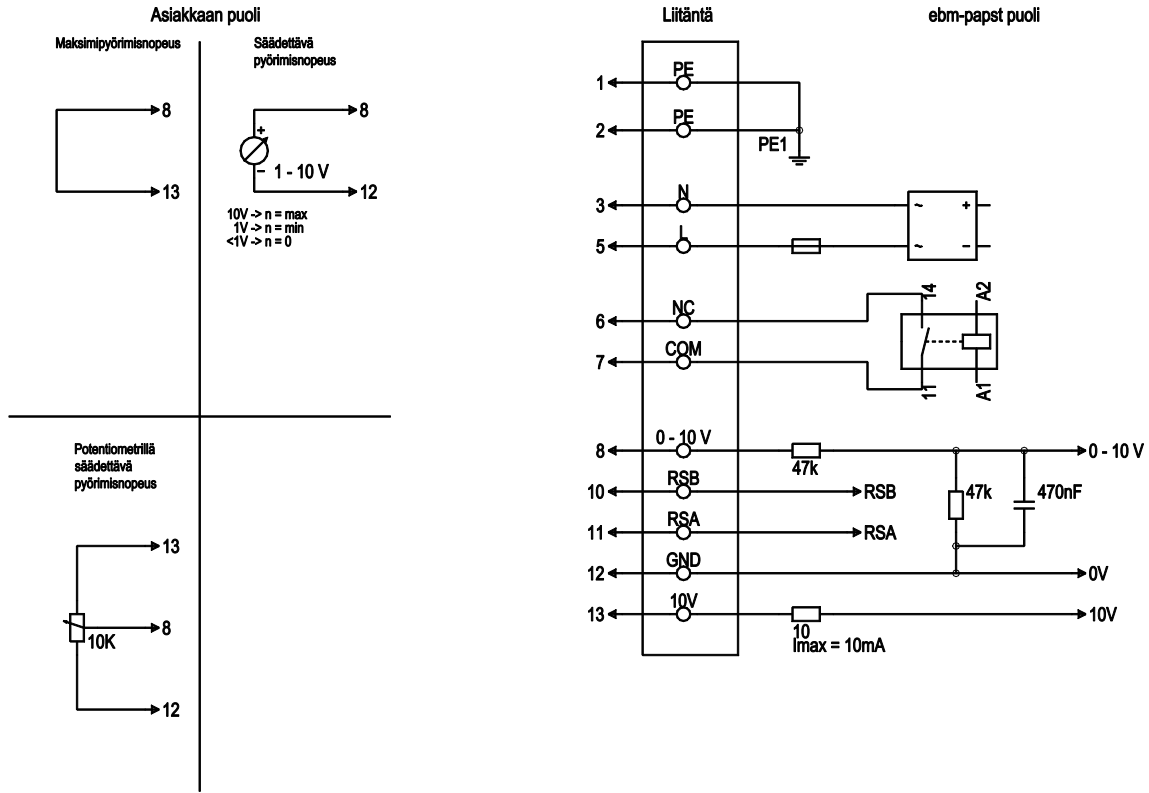 Asiakkaan puoli
Maksimipyörimisnopeus
8
13
Säädettävä
pyörimisnopeus
8
+
–
1 - 10 V
12
10V -> n = max
1V -> n = min
<1V -> n = 0
Potentiometrillä
säädettävä
pyörimisnopeus
13
8
10K
12
Liitäntä
ebm-papst puoli
1
PE
2
PE
PE1
3
N
~
+
5
L
~
–
14
A2
6
NC
7
COM
11
A1
8
0 - 10 V
47k
0 - 10 V
10
RSB
RSB
47k
470nF
11
RSA
RSA
12
GND
0V
13
10V
10
Imax = 10mA
10V